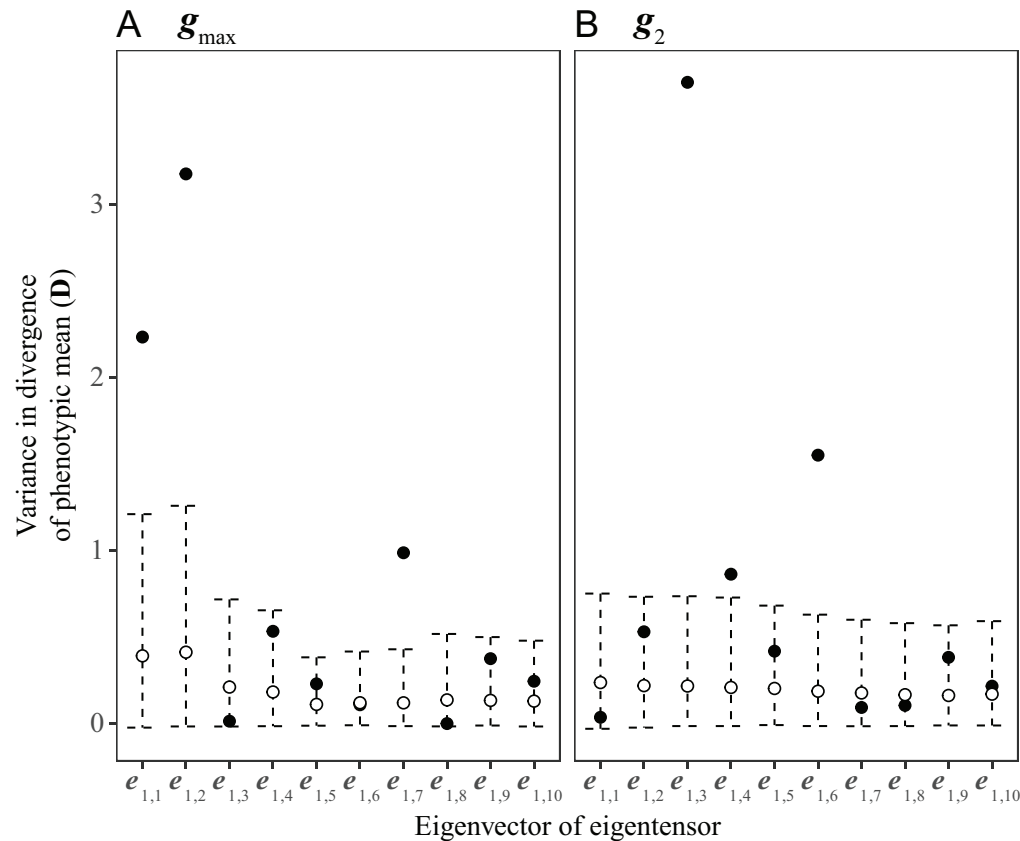 A g_max B g_2
Variance in divergence
of phenotypic mean (D)
3
2
1
0
e_1,1 e_1,2 e_1,3 e_1,4 e_1,5 e_1,6 e_1,7 e_1,8 e_1,9 e_1,10 e_1,1 e_1,2 e_1,3 e_1,4 e_1,5 e_1,6 e_1,7 e_1,8 e_1,9 e_1,10
Eigenvector of eigentensor